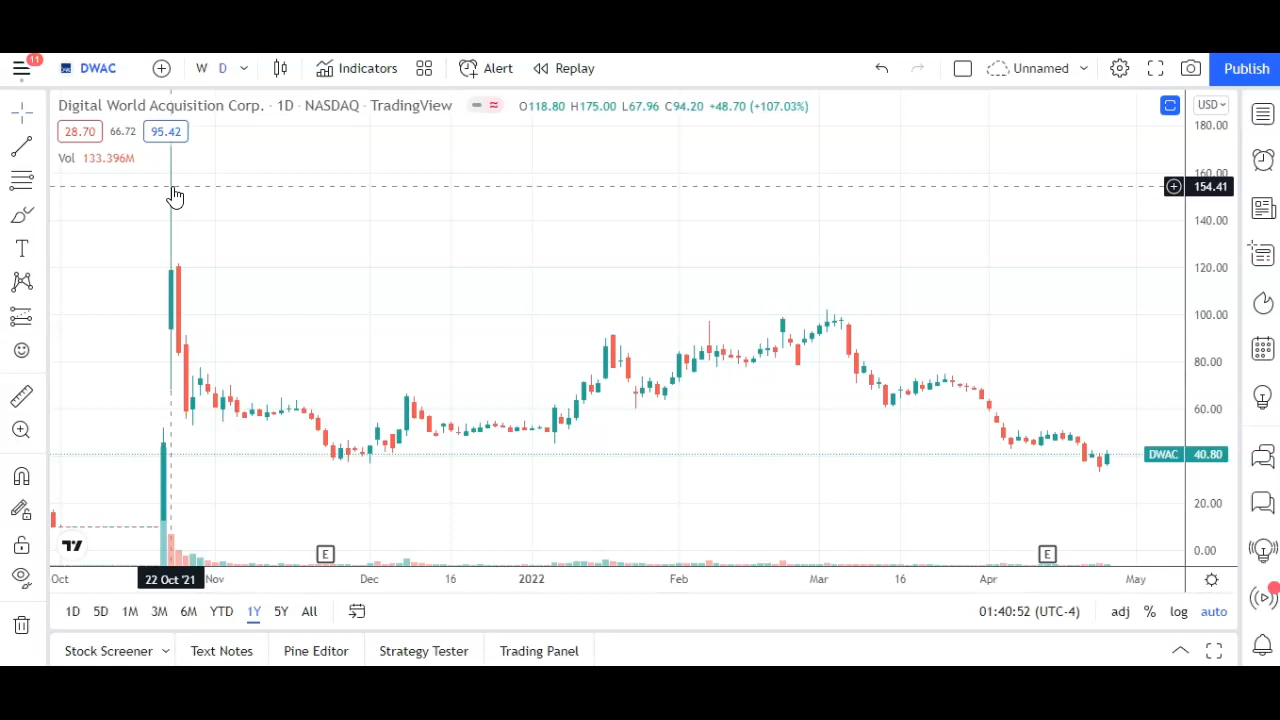 11
DWAC
W D
Indicators
Alert
Replay
Unnamed
Publish
Digital World Acquisition Corp. · 1D · NASDAQ · TradingView
O118.80 H175.00 L67.96 C94.20 +48.70 (+107.03%)
USD
28.70 66.72 95.42
Vol 133.396M
180.00
160.00
154.41
140.00
120.00
100.00
80.00
60.00
DWAC 40.80
20.00
0.00
E
E
Oct
22 Oct '21
Nov
Dec
16
2022
Feb
Mar
16
Apr
May
1D 5D 1M 3M 6M YTD 1Y 5Y All
01:40:52 (UTC-4)
adj % log auto
Stock Screener
Text Notes
Pine Editor
Strategy Tester
Trading Panel